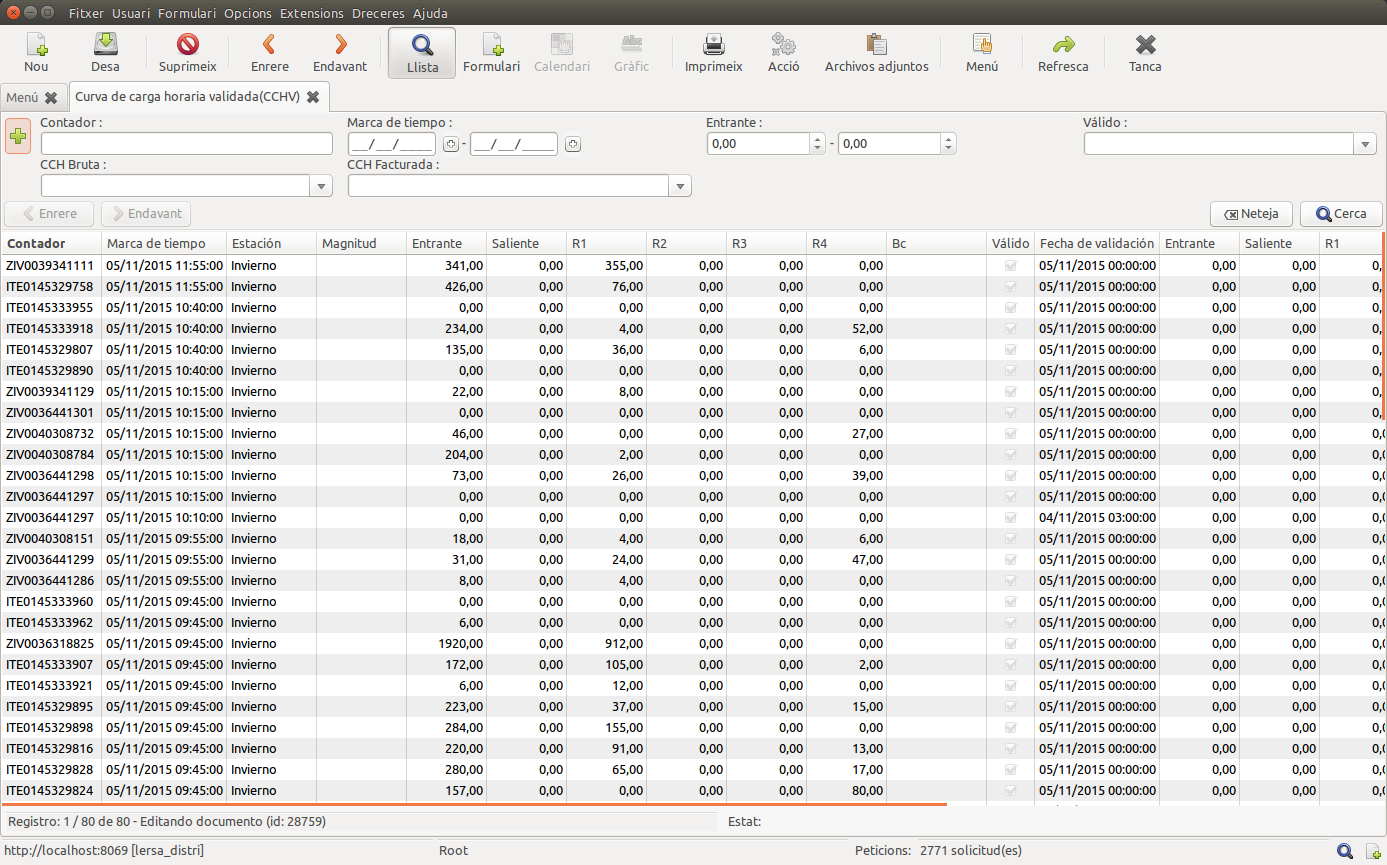 Fitxer Usuari Formulari Opcions Extensions Dreceres Ajuda
Nou Desa Suprimeix Enrere Endavant Llista Formulari Calendari Gràfic Imprimeix Acció Archivos adjuntos Menú Refresca Tanca
Menú Curva de carga horaria validada(CCHV)
Contador : Marca de tiempo : Entrante : Válido :
__/__/____ - __/__/____ 0,00 - 0,00
CCH Bruta : CCH Facturada :
Enrere Endavant Neteja Cerca
Contador Marca de tiempo Estación Magnitud Entrante Saliente R1 R2 R3 R4 Bc Válido Fecha de validación Entrante Saliente R1
ZIV0039341111 05/11/2015 11:55:00 Invierno 341,00 0,00 355,00 0,00 0,00 0,00 05/11/2015 00:00:00 0,00 0,00 0,
ITE0145329758 05/11/2015 11:55:00 Invierno 426,00 0,00 76,00 0,00 0,00 0,00 05/11/2015 00:00:00 0,00 0,00 0,
ITE0145333955 05/11/2015 10:40:00 Invierno 0,00 0,00 0,00 0,00 0,00 0,00 05/11/2015 00:00:00 0,00 0,00 0,
ITE0145333918 05/11/2015 10:40:00 Invierno 234,00 0,00 4,00 0,00 0,00 52,00 05/11/2015 00:00:00 0,00 0,00 0,
ITE0145329807 05/11/2015 10:40:00 Invierno 135,00 0,00 36,00 0,00 0,00 6,00 05/11/2015 00:00:00 0,00 0,00 0,
ITE0145329890 05/11/2015 10:40:00 Invierno 0,00 0,00 0,00 0,00 0,00 0,00 05/11/2015 00:00:00 0,00 0,00 0,
ZIV0039341129 05/11/2015 10:15:00 Invierno 22,00 0,00 8,00 0,00 0,00 0,00 05/11/2015 00:00:00 0,00 0,00 0,
ZIV0036441301 05/11/2015 10:15:00 Invierno 0,00 0,00 0,00 0,00 0,00 0,00 05/11/2015 00:00:00 0,00 0,00 0,
ZIV0040308732 05/11/2015 10:15:00 Invierno 46,00 0,00 0,00 0,00 0,00 27,00 05/11/2015 00:00:00 0,00 0,00 0,
ZIV0040308784 05/11/2015 10:15:00 Invierno 204,00 0,00 2,00 0,00 0,00 0,00 05/11/2015 00:00:00 0,00 0,00 0,
ZIV0036441298 05/11/2015 10:15:00 Invierno 73,00 0,00 26,00 0,00 0,00 39,00 05/11/2015 00:00:00 0,00 0,00 0,
ZIV0036441297 05/11/2015 10:15:00 Invierno 0,00 0,00 0,00 0,00 0,00 0,00 05/11/2015 00:00:00 0,00 0,00 0,
ZIV0036441297 05/11/2015 10:10:00 Invierno 0,00 0,00 0,00 0,00 0,00 0,00 04/11/2015 03:00:00 0,00 0,00 0,
ZIV0040308151 05/11/2015 09:55:00 Invierno 18,00 0,00 4,00 0,00 0,00 6,00 05/11/2015 00:00:00 0,00 0,00 0,
ZIV0036441299 05/11/2015 09:55:00 Invierno 31,00 0,00 24,00 0,00 0,00 47,00 05/11/2015 00:00:00 0,00 0,00 0,
ZIV0036441286 05/11/2015 09:55:00 Invierno 8,00 0,00 4,00 0,00 0,00 0,00 05/11/2015 00:00:00 0,00 0,00 0,
ITE0145333960 05/11/2015 09:45:00 Invierno 0,00 0,00 0,00 0,00 0,00 0,00 05/11/2015 00:00:00 0,00 0,00 0,
ITE0145333962 05/11/2015 09:45:00 Invierno 6,00 0,00 0,00 0,00 0,00 0,00 05/11/2015 00:00:00 0,00 0,00 0,
ZIV0036318825 05/11/2015 09:45:00 Invierno 1920,00 0,00 912,00 0,00 0,00 0,00 05/11/2015 00:00:00 0,00 0,00 0,
ITE0145333907 05/11/2015 09:45:00 Invierno 172,00 0,00 105,00 0,00 0,00 2,00 05/11/2015 00:00:00 0,00 0,00 0,
ITE0145333921 05/11/2015 09:45:00 Invierno 6,00 0,00 12,00 0,00 0,00 0,00 05/11/2015 00:00:00 0,00 0,00 0,
ITE0145329895 05/11/2015 09:45:00 Invierno 223,00 0,00 37,00 0,00 0,00 15,00 05/11/2015 00:00:00 0,00 0,00 0,
ITE0145329898 05/11/2015 09:45:00 Invierno 284,00 0,00 155,00 0,00 0,00 0,00 05/11/2015 00:00:00 0,00 0,00 0,
ITE0145329816 05/11/2015 09:45:00 Invierno 220,00 0,00 91,00 0,00 0,00 13,00 05/11/2015 00:00:00 0,00 0,00 0,
ITE0145329828 05/11/2015 09:45:00 Invierno 280,00 0,00 65,00 0,00 0,00 17,00 05/11/2015 00:00:00 0,00 0,00 0,
ITE0145329824 05/11/2015 09:45:00 Invierno 157,00 0,00 0,00 0,00 0,00 80,00 05/11/2015 00:00:00 0,00 0,00 0,
Registro: 1 / 80 de 80 - Editando documento (id: 28759) Estat:
http://localhost:8069 [lersa_distri] Root Peticions: 2771 solicitud(es)